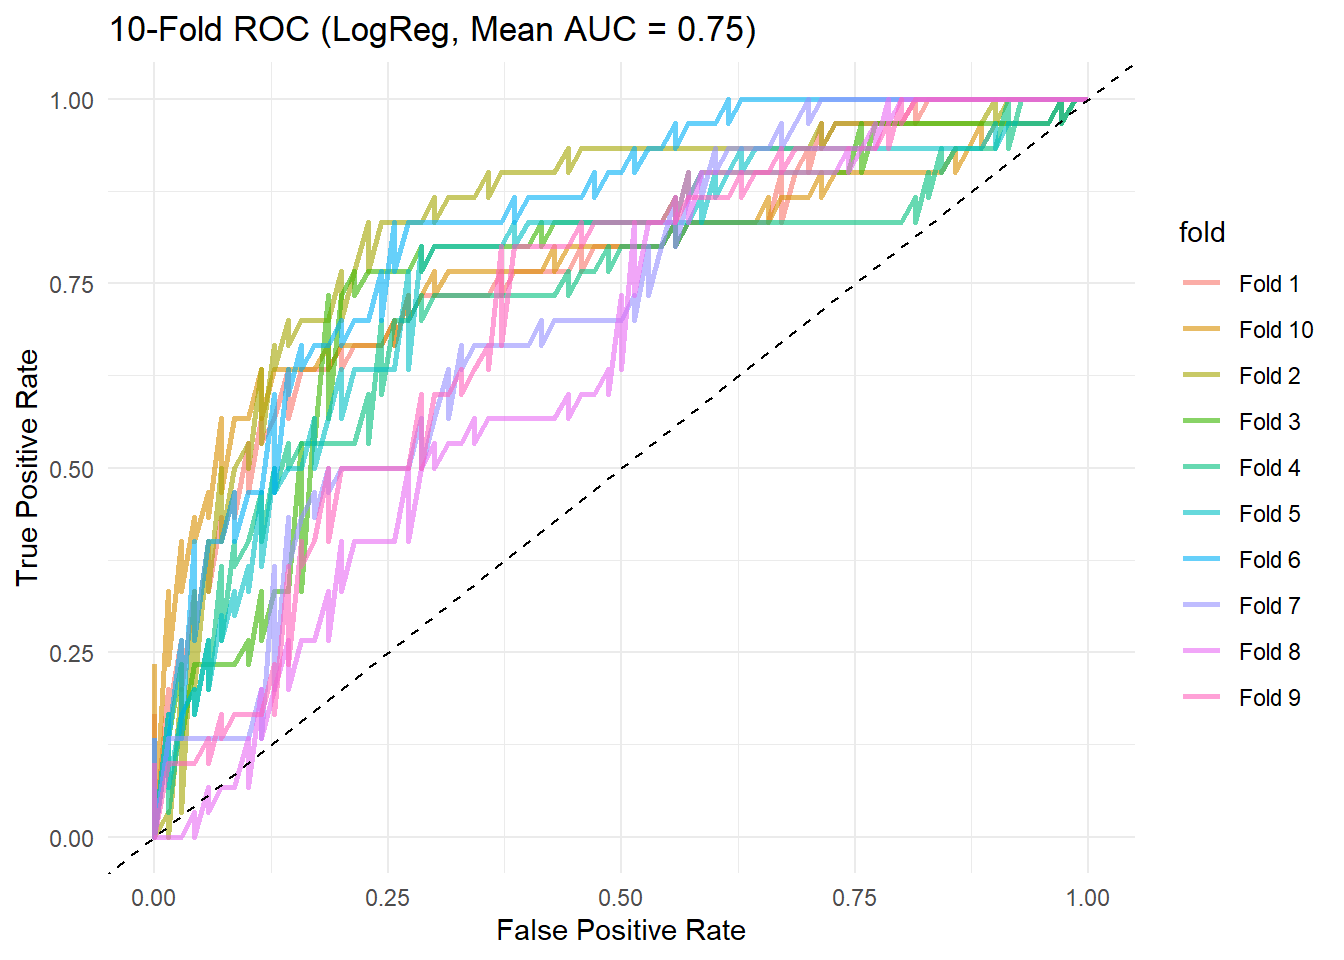 10-Fold ROC (LogReg, Mean AUC = 0.75)
1.00
0.75
0.50
0.25
0.00
True Positive Rate
0.00 0.25 0.50 0.75 1.00
False Positive Rate
fold
Fold 1
Fold 10
Fold 2
Fold 3
Fold 4
Fold 5
Fold 6
Fold 7
Fold 8
Fold 9